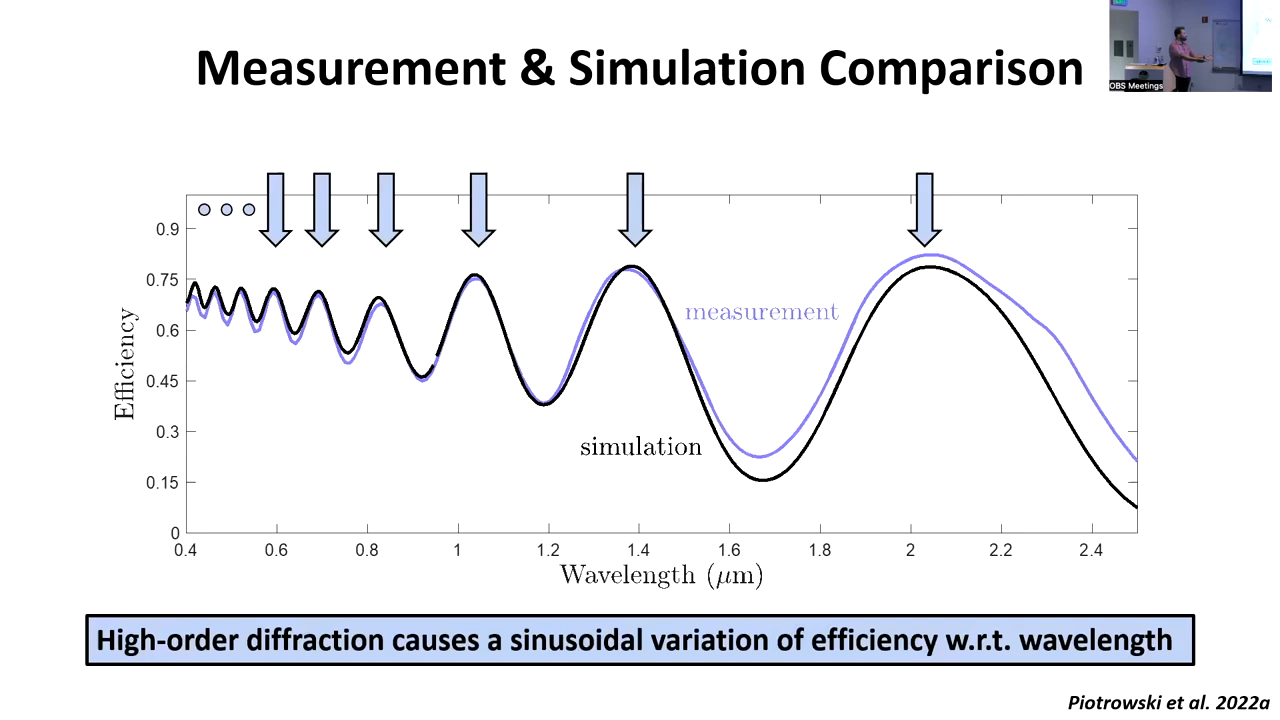 Measurement & Simulation Comparison
OBS Meetings
0.9
0.75
0.6
0.45
0.3
0.15
0
Efficiency
measurement
simulation
0.4 0.6 0.8 1 1.2 1.4 1.6 1.8 2 2.2 2.4
Wavelength (μm)
High-order diffraction causes a sinusoidal variation of efficiency w.r.t. wavelength
Piotrowski et al. 2022a